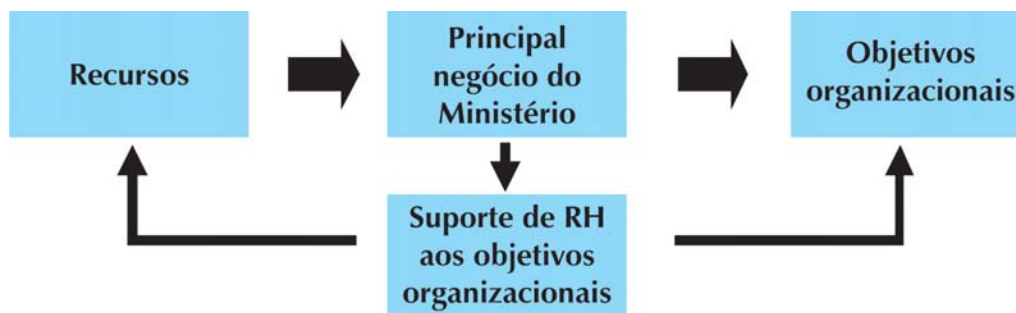 Recursos
Principal
negócio do
Ministério
Objetivos
organizacionais
Suporte de RH
aos objetivos
organizacionais